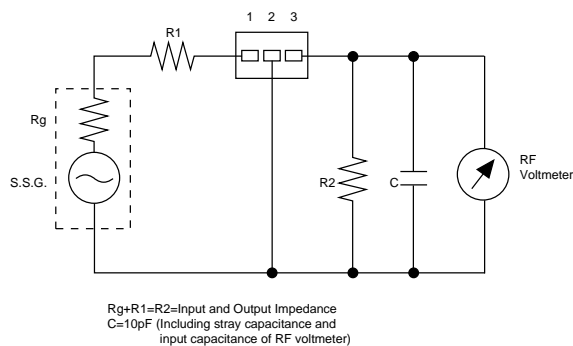 1 2 3
R1
Rg
S.S.G.
R2
C
RF
Voltmeter
Rg+R1=R2=Input and Output Impedance
C=10pF (Including stray capacitance and
input capacitance of RF voltmeter)